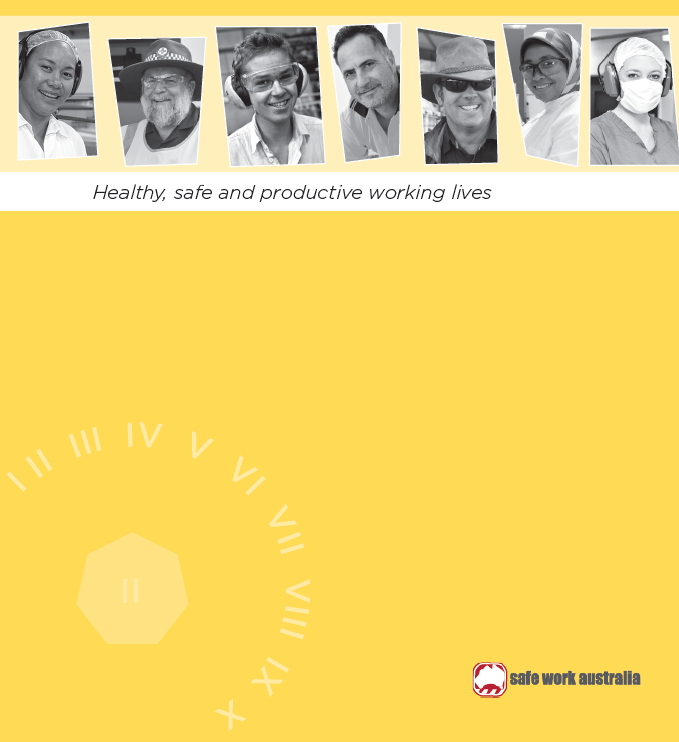 Healthy, safe and productive working lives
I
II
III
IV
V
VI
VII
VIII
IX
X
II
safe work australia